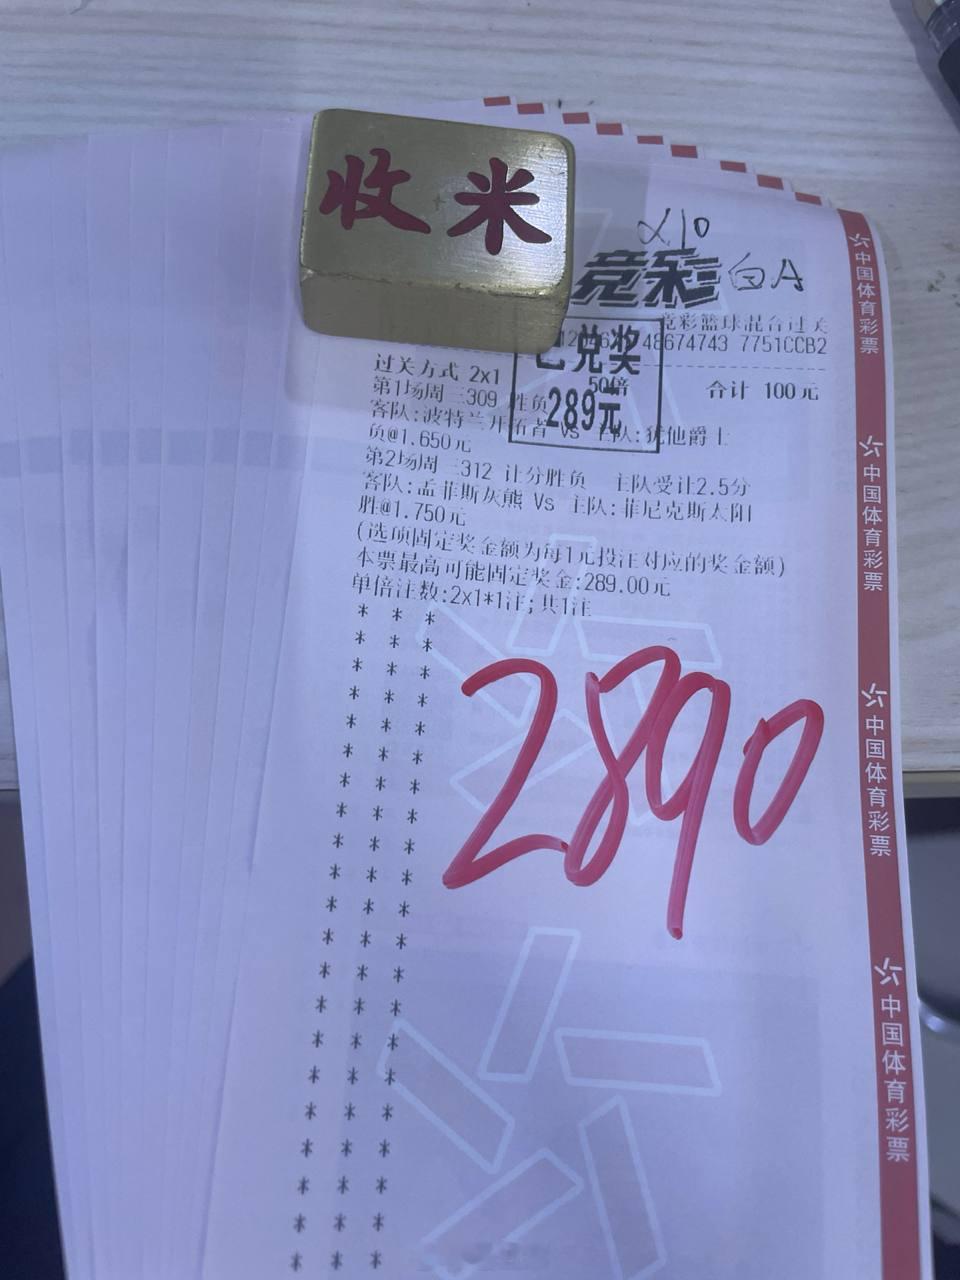 收米
x10
竞彩 白A
竞彩篮球混合过关
48674743 7751CCB2
已兑奖
289元
过关方式 2x1 50倍 合计 100元
第1场周三309 胜负
客队:波特兰开拓者 Vs 主队:犹他爵士
负@1.650元
第2场周三312 让分胜负 主队受让2.5分
客队:孟菲斯灰熊 Vs 主队:菲尼克斯太阳
胜@1.750元
(选项固定奖金额为每1元投注对应的奖金额)
本票最高可能固定奖金:289.00元
单倍注数:2x1*1注;共1注
2890
中国体育彩票
中国体育彩票
中国体育彩票
中国体育彩票